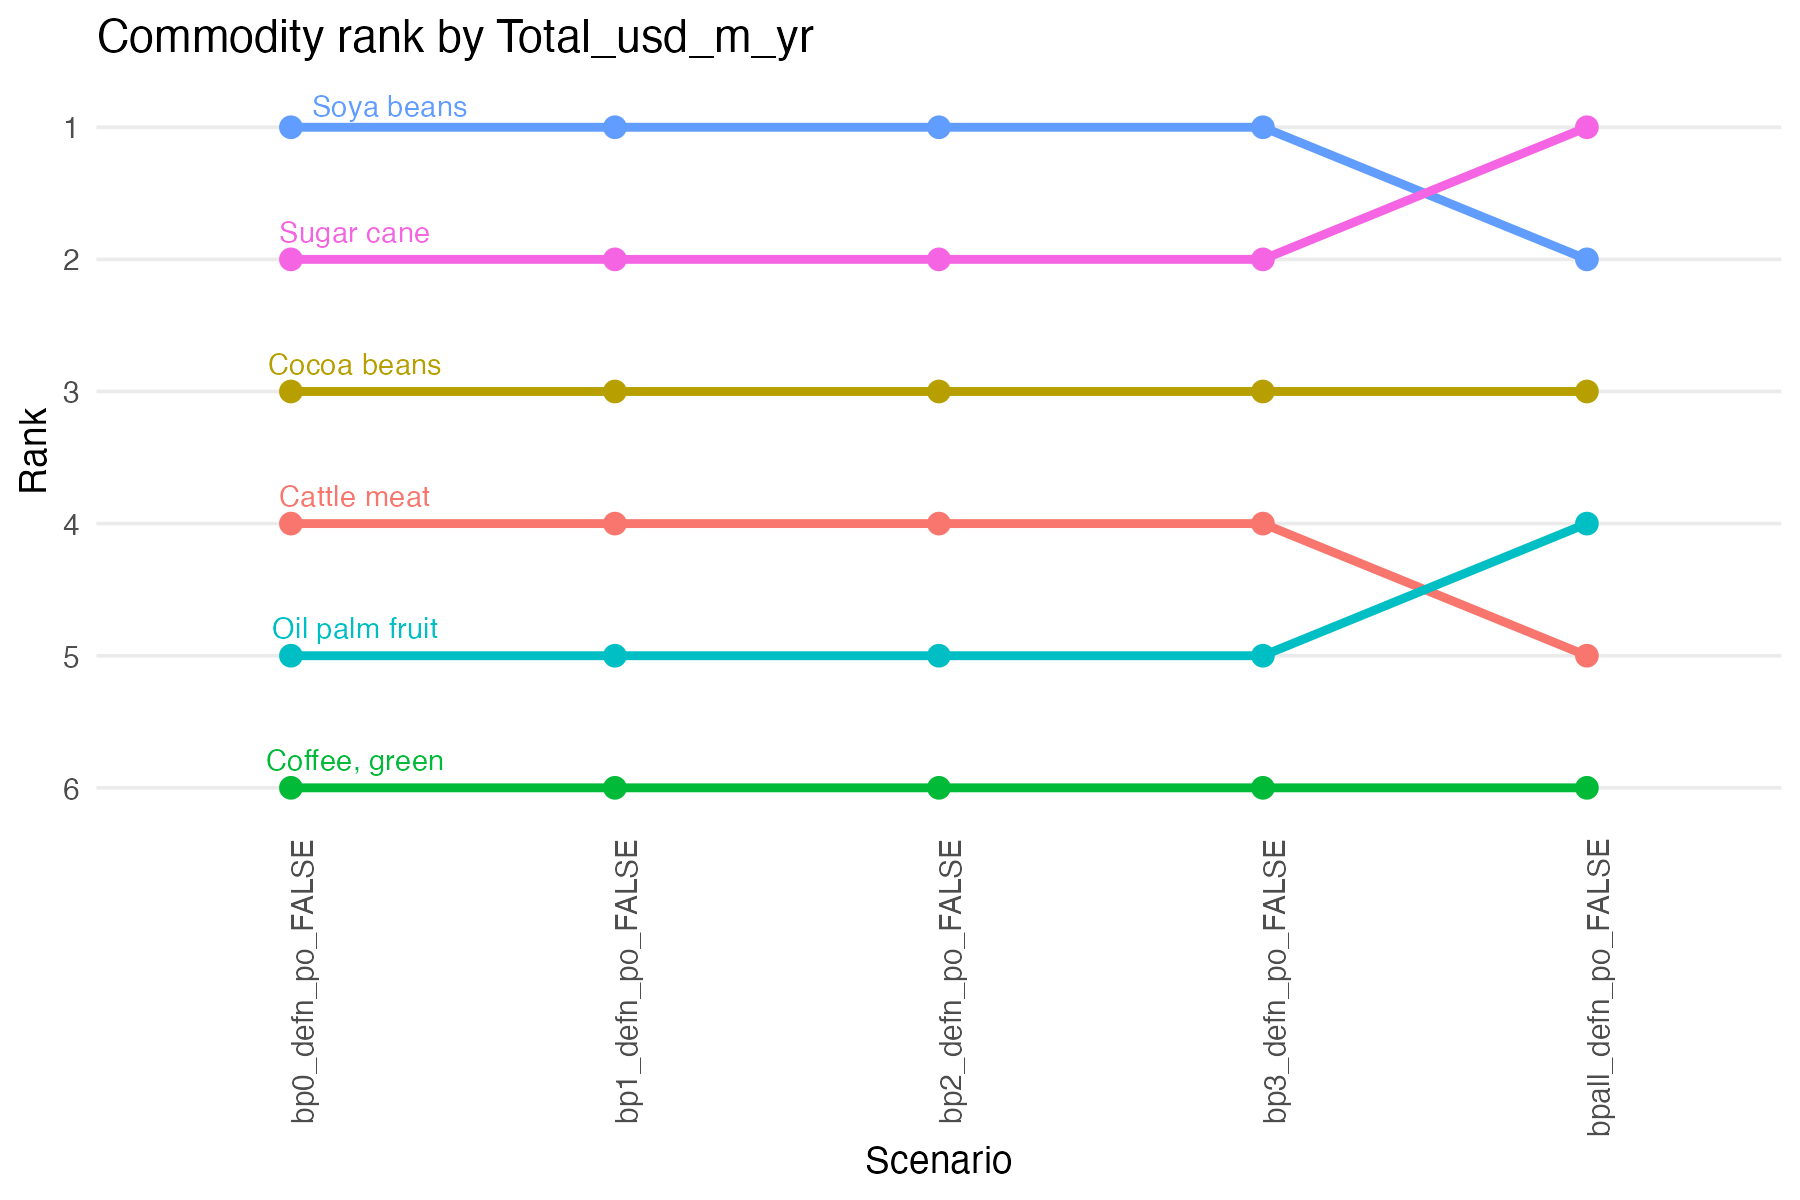 Commodity rank by Total_usd_m_yr
Rank
1
Soya beans
2
Sugar cane
3
Cocoa beans
4
Cattle meat
5
Oil palm fruit
6
Coffee, green
bp0_defn_po_FALSE
bp1_defn_po_FALSE
bp2_defn_po_FALSE
bp3_defn_po_FALSE
bpall_defn_po_FALSE
Scenario